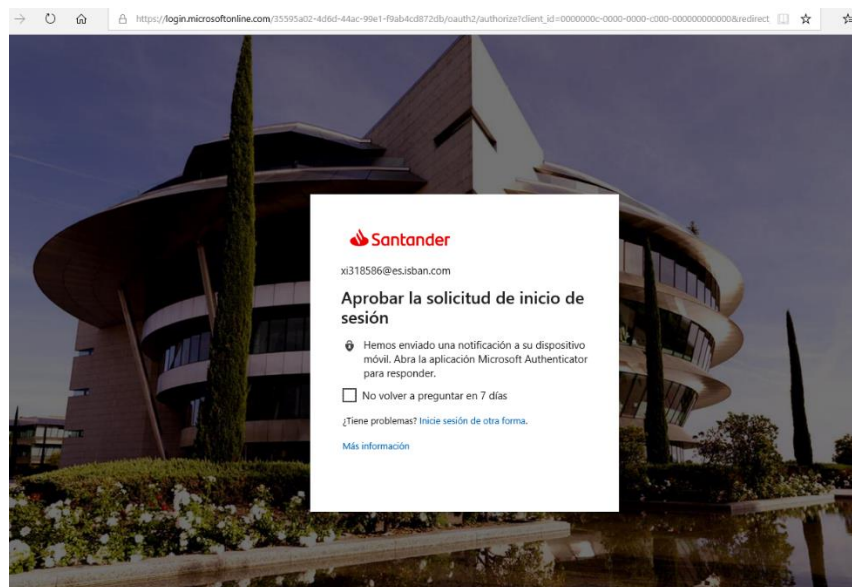 https://login.microsoftonline.com/35595a02-4d6d-44ac-99e1-f9ab4cd872db/oauth2/authorize?client_id=0000000c-0000-0000-c000-000000000000&redirect
Santander
xi318586@es.isban.com
Aprobar la solicitud de inicio de
sesión
Hemos enviado una notificación a su dispositivo
móvil. Abra la aplicación Microsoft Authenticator
para responder.
No volver a preguntar en 7 días
¿Tiene problemas? Inicie sesión de otra forma.
Más información